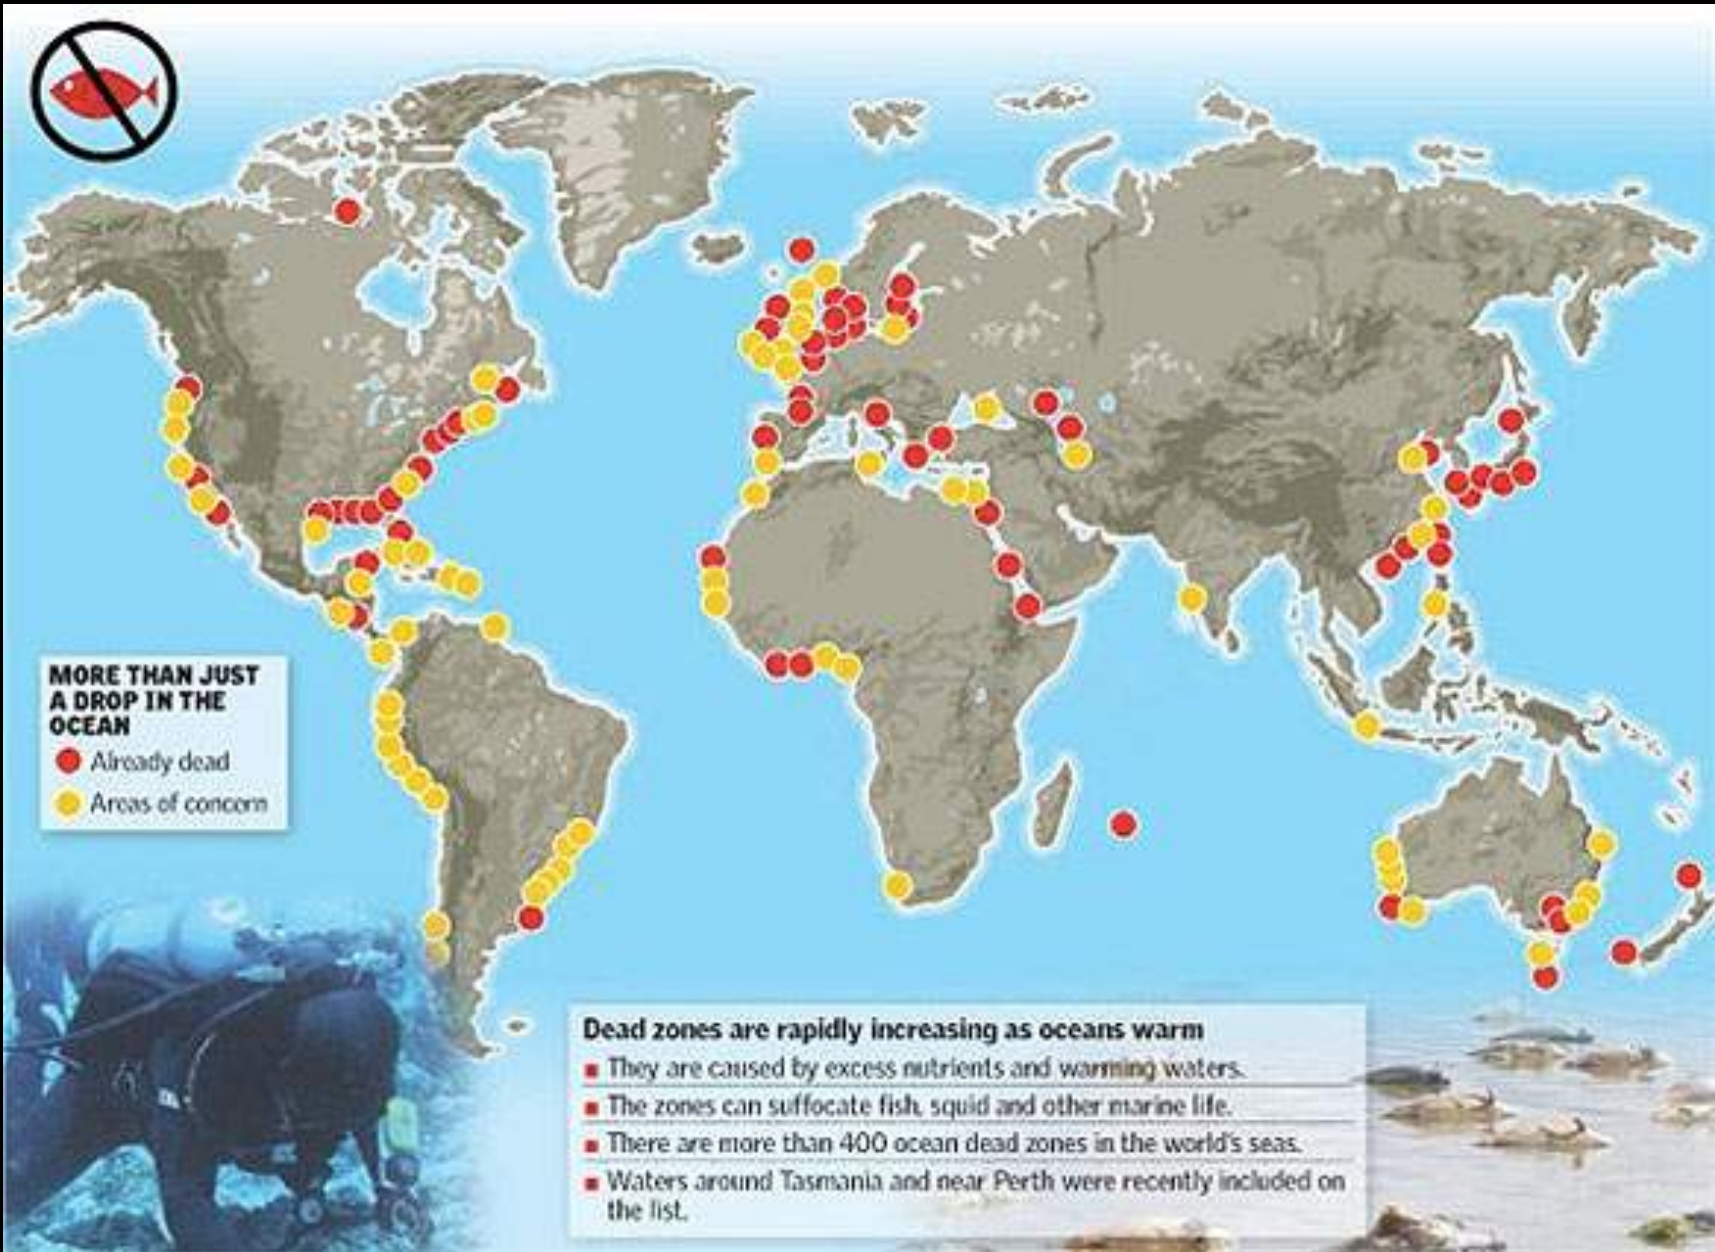 MORE THAN JUST
A DROP IN THE
OCEAN
Already dead
Areas of concern
Dead zones are rapidly increasing as oceans warm
They are caused by excess nutrients and warming waters.
The zones can suffocate fish, squid and other marine life.
There are more than 400 ocean dead zones in the world's seas.
Waters around Tasmania and near Perth were recently included on
the list.